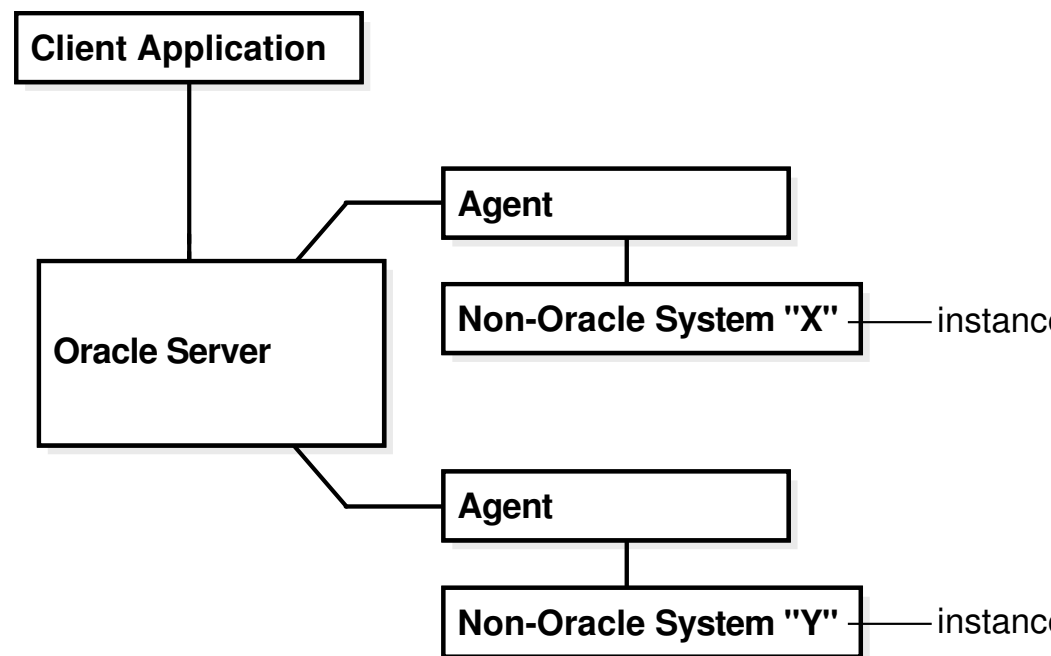 Client Application
Agent
Non-Oracle System "X"
Oracle Server
Agent
Non-Oracle System "Y"